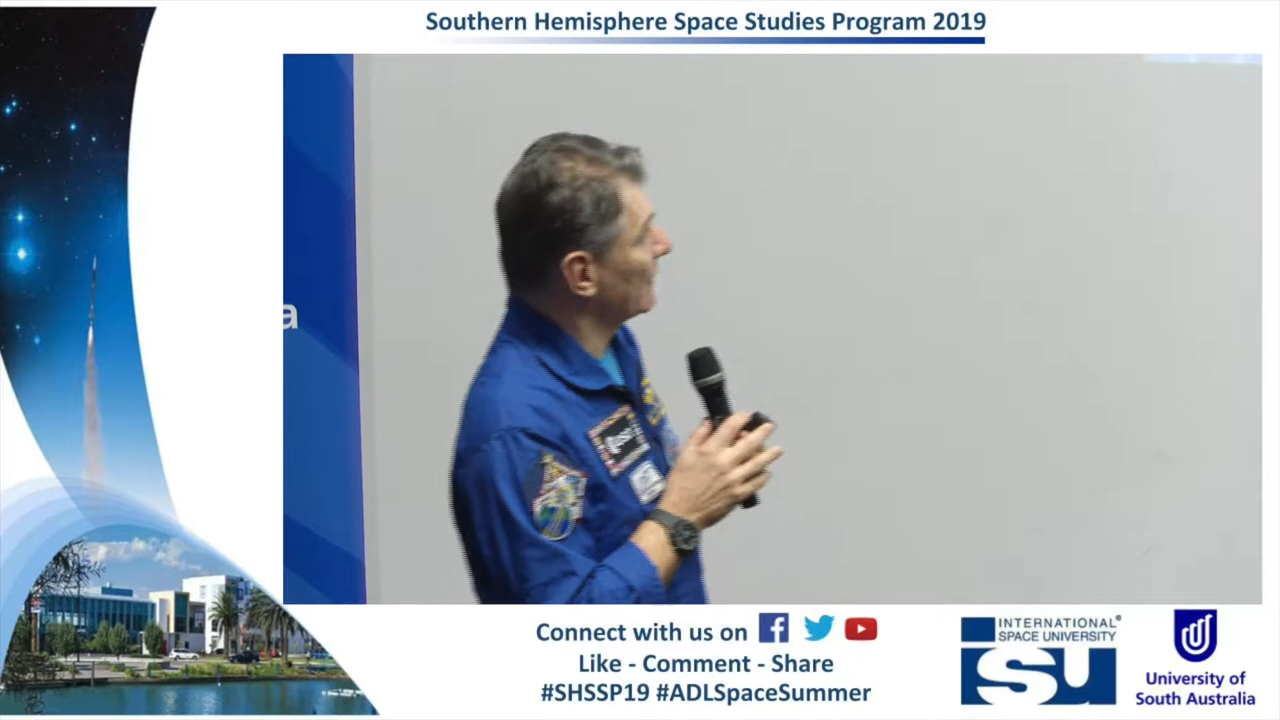 Southern Hemisphere Space Studies Program 2019
a
Connect with us on
Like - Comment - Share
#SHSSP19 #ADLSpaceSummer
INTERNATIONAL®
SPACE UNIVERSITY
isu
University of
South Australia